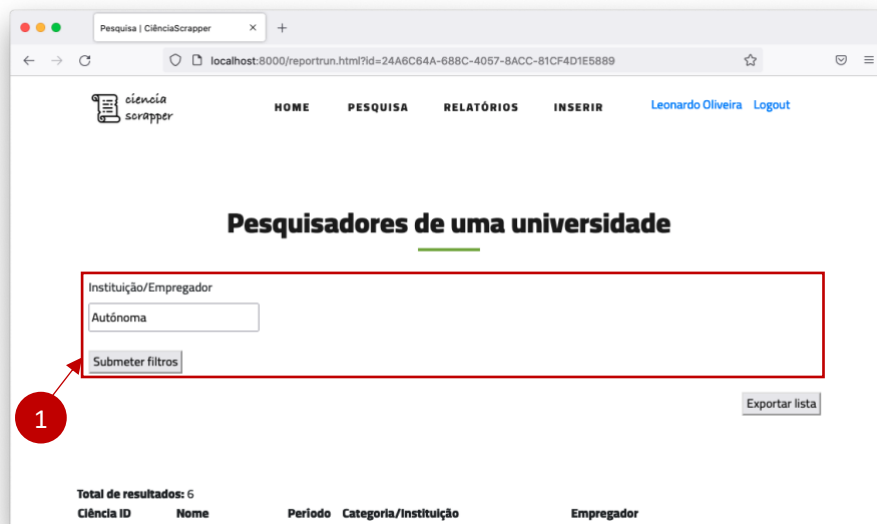 Pesquisa | CiênciaScrapper
localhost:8000/reportrun.html?id=24A6C64A-688C-4057-8ACC-81CF4D1E5889
ciencia
scrapper
HOME PESQUISA RELATÓRIOS INSERIR Leonardo Oliveira Logout
Pesquisadores de uma universidade
Instituição/Empregador
Autónoma
Submeter filtros
1
Exportar lista
Total de resultados: 6
Ciência ID Nome Período Categoria/Instituição Empregador